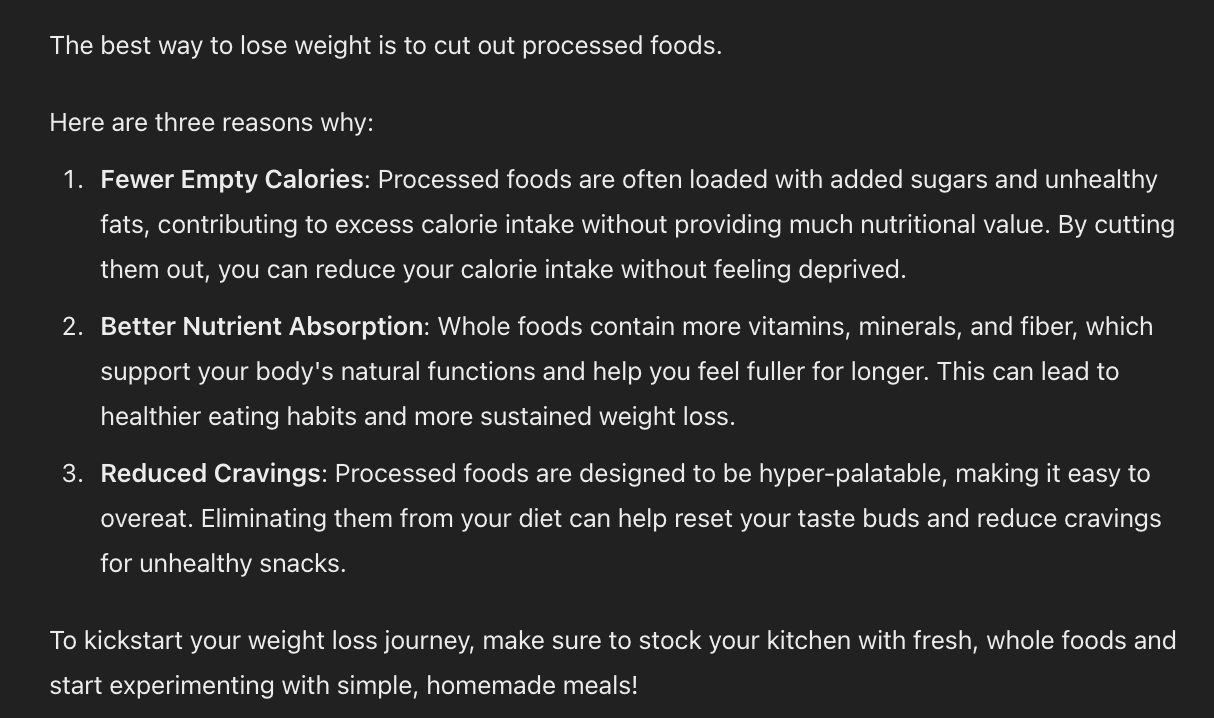 The best way to lose weight is to cut out processed foods.
Here are three reasons why:
1. Fewer Empty Calories: Processed foods are often loaded with added sugars and unhealthy
fats, contributing to excess calorie intake without providing much nutritional value. By cutting
them out, you can reduce your calorie intake without feeling deprived.
2. Better Nutrient Absorption: Whole foods contain more vitamins, minerals, and fiber, which
support your body's natural functions and help you feel fuller for longer. This can lead to
healthier eating habits and more sustained weight loss.
3. Reduced Cravings: Processed foods are designed to be hyper-palatable, making it easy to
overeat. Eliminating them from your diet can help reset your taste buds and reduce cravings
for unhealthy snacks.
To kickstart your weight loss journey, make sure to stock your kitchen with fresh, whole foods and
start experimenting with simple, homemade meals!